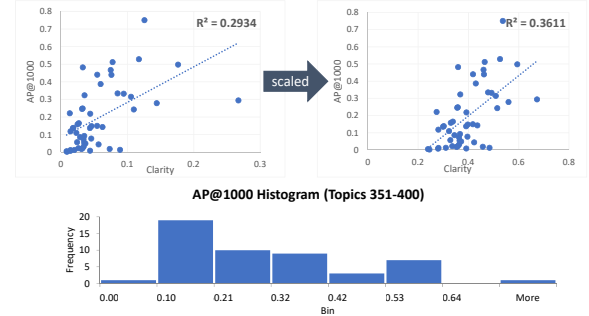 R² = 0.2934
0.8
0.7
0.6
0.5
0.4
0.3
0.2
0.1
0
AP@1000
0
0.1
0.2
0.3
Clarity
scaled
R² = 0.3611
0.8
0.7
0.6
0.5
0.4
0.3
0.2
0.1
0
AP@1000
0
0.2
0.4
0.6
0.8
Clarity
AP@1000 Histogram (Topics 351-400)
20
15
10
5
0
Frequency
0.00 0.10 0.21 0.32 0.42 0.53 0.64 More
Bin